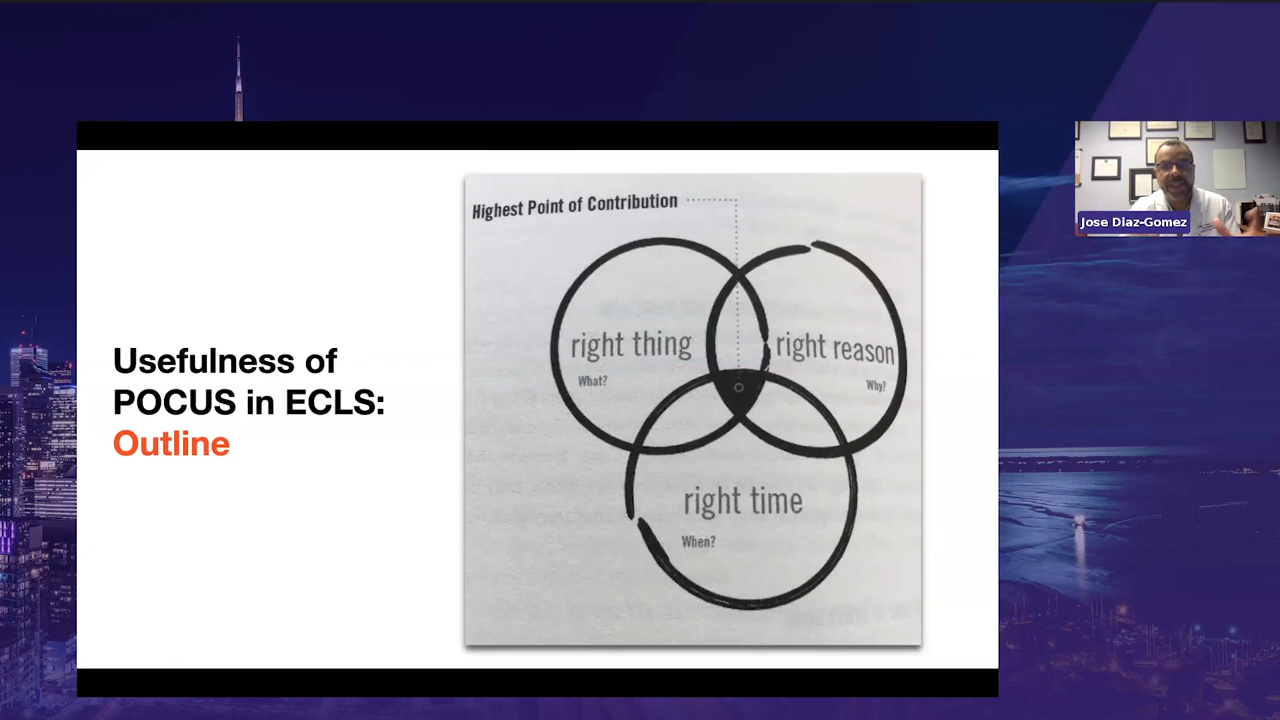 Usefulness of
POCUS in ECLS:
Outline
Highest Point of Contribution
right thing
What?
right reason
Why?
right time
When?
Jose Diaz-Gomez